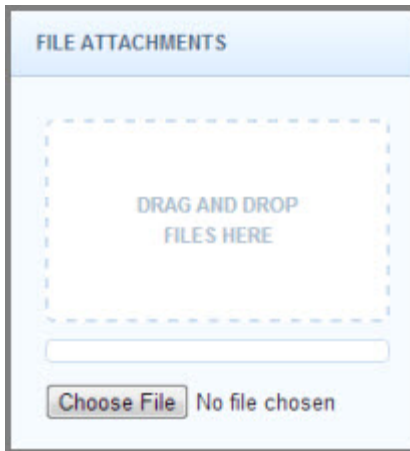 FILE ATTACHMENTS
DRAG AND DROP
FILES HERE
Choose File No file chosen